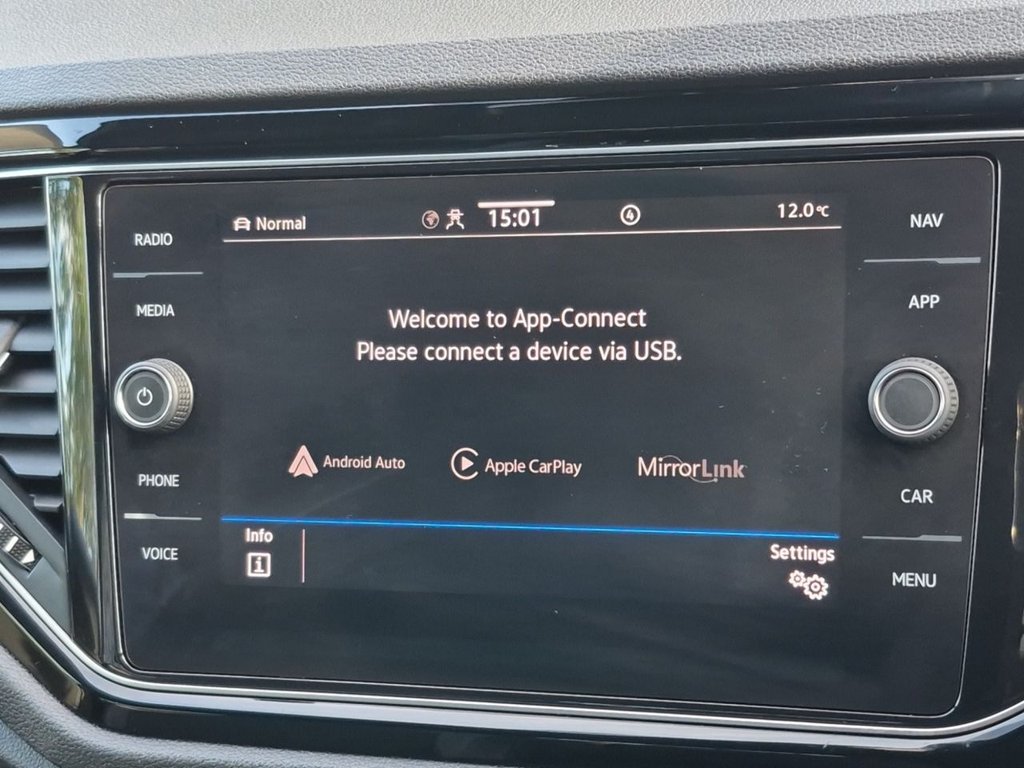 RADIO
MEDIA
PHONE
VOICE
Normal
15:01
4
12.0°C
Welcome to App-Connect
Please connect a device via USB.
Android Auto
Apple CarPlay
MirrorLink
Info
i
Settings
NAV
APP
CAR
MENU